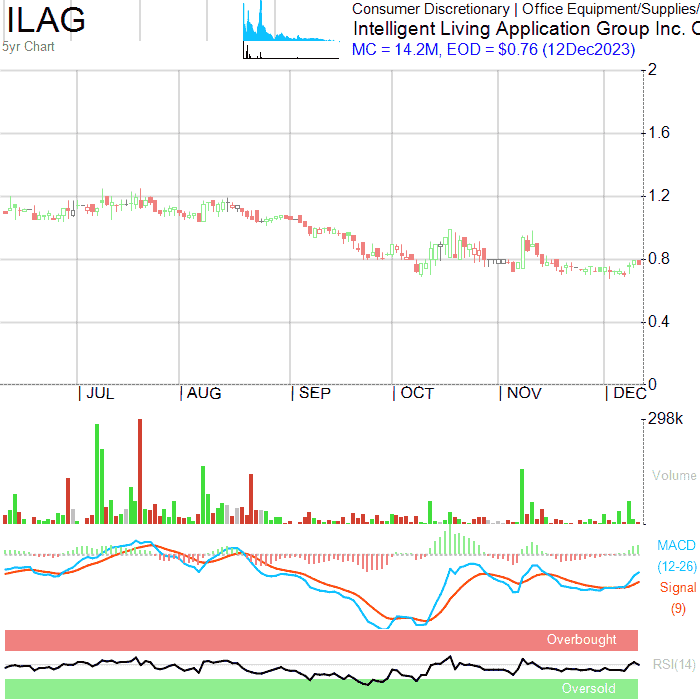 ILAG
5yr Chart
Consumer Discretionary | Office Equipment/Supplies/
Intelligent Living Application Group Inc. C
MC = 14.2M, EOD = $0.76 (12Dec2023)
2
1.6
1.2
0.8
0.4
0
| JUL | AUG | SEP | OCT | NOV | DEC
298k
Volume
MACD
(12-26)
Signal
(9)
Overbought
RSI(14)
Oversold